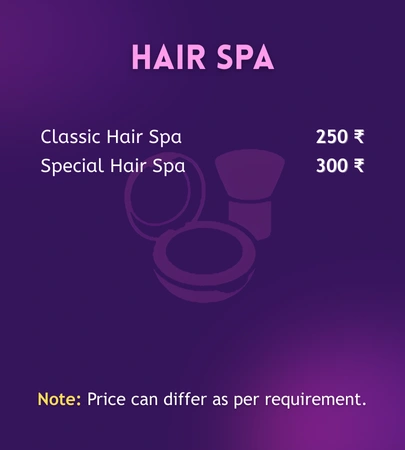 HAIR SPA
Classic Hair Spa 250 ₹
Special Hair Spa 300 ₹
Note: Price can differ as per requirement.